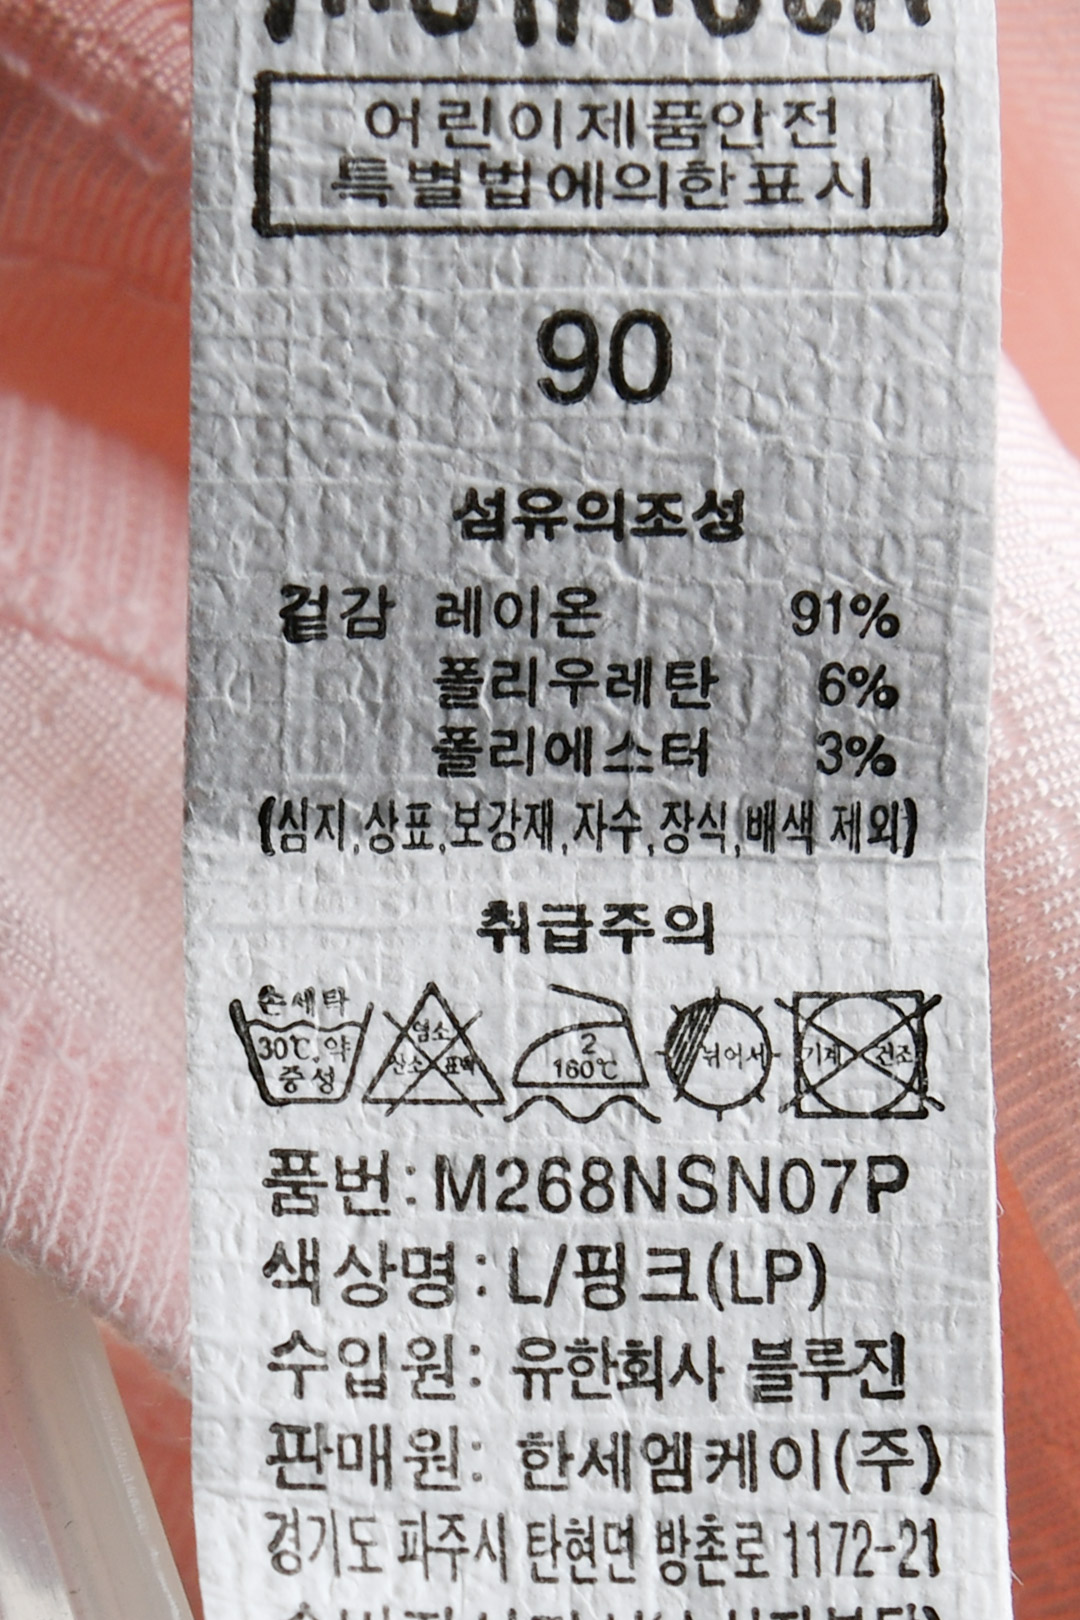 어린이제품안전
특별법에의한표시
90
섬유의조성
겉감 레이온 91%
폴리우레탄 6%
폴리에스터 3%
(심지,상표,보강재,자수,장식,배색 제외)
취급주의
손세탁
30℃,약
중성
염소
산소 표백
2
160℃
뉘어서
기계 건조
품번:M268NSN07P
색상명:L/핑크(LP)
수입원: 유한회사 블루진
판매원: 한세엠케이(주)
경기도 파주시 탄현면 방촌로 1172-21